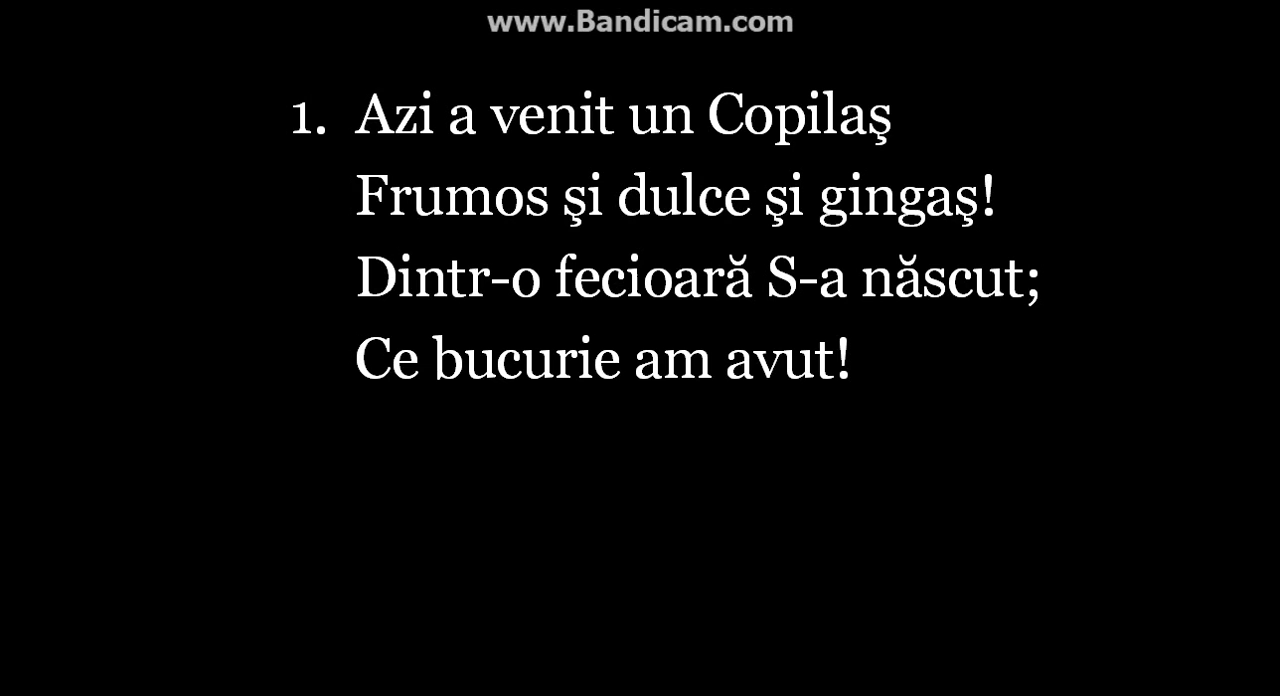 www.Bandicam.com
1. Azi a venit un Copilaş
Frumos şi dulce şi gingaş!
Dintr-o fecioară S-a născut;
Ce bucurie am avut!